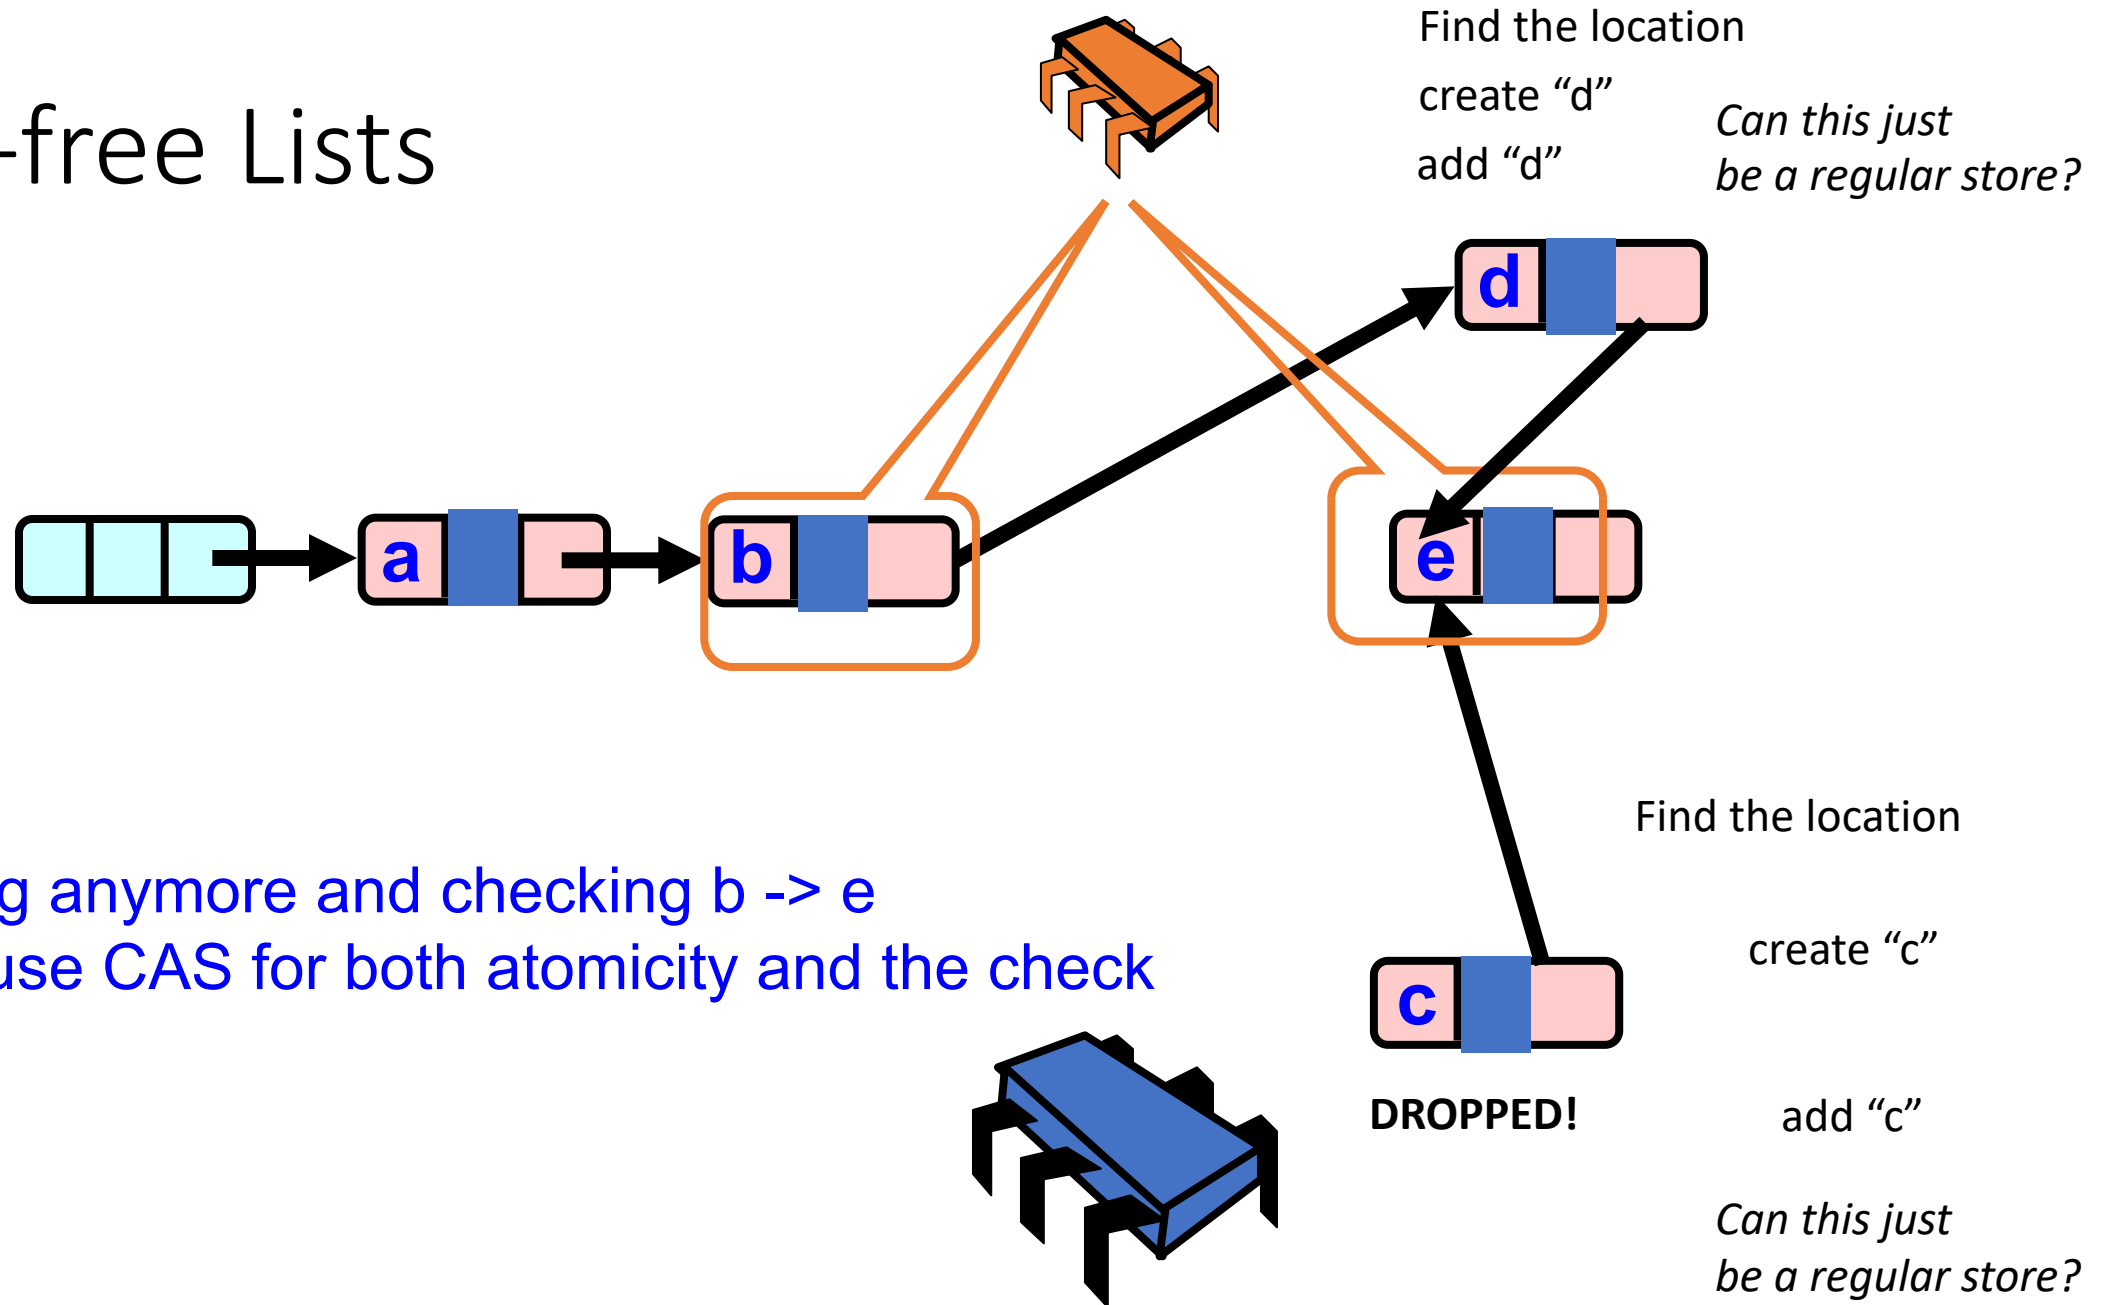 Find the location
create “d”
add “d”
Can this just
be a regular store?
-free Lists
d
a
b
e
Find the location
g anymore and checking b -> e
use CAS for both atomicity and the check
create “c”
c
DROPPED!
add “c”
Can this just
be a regular store?